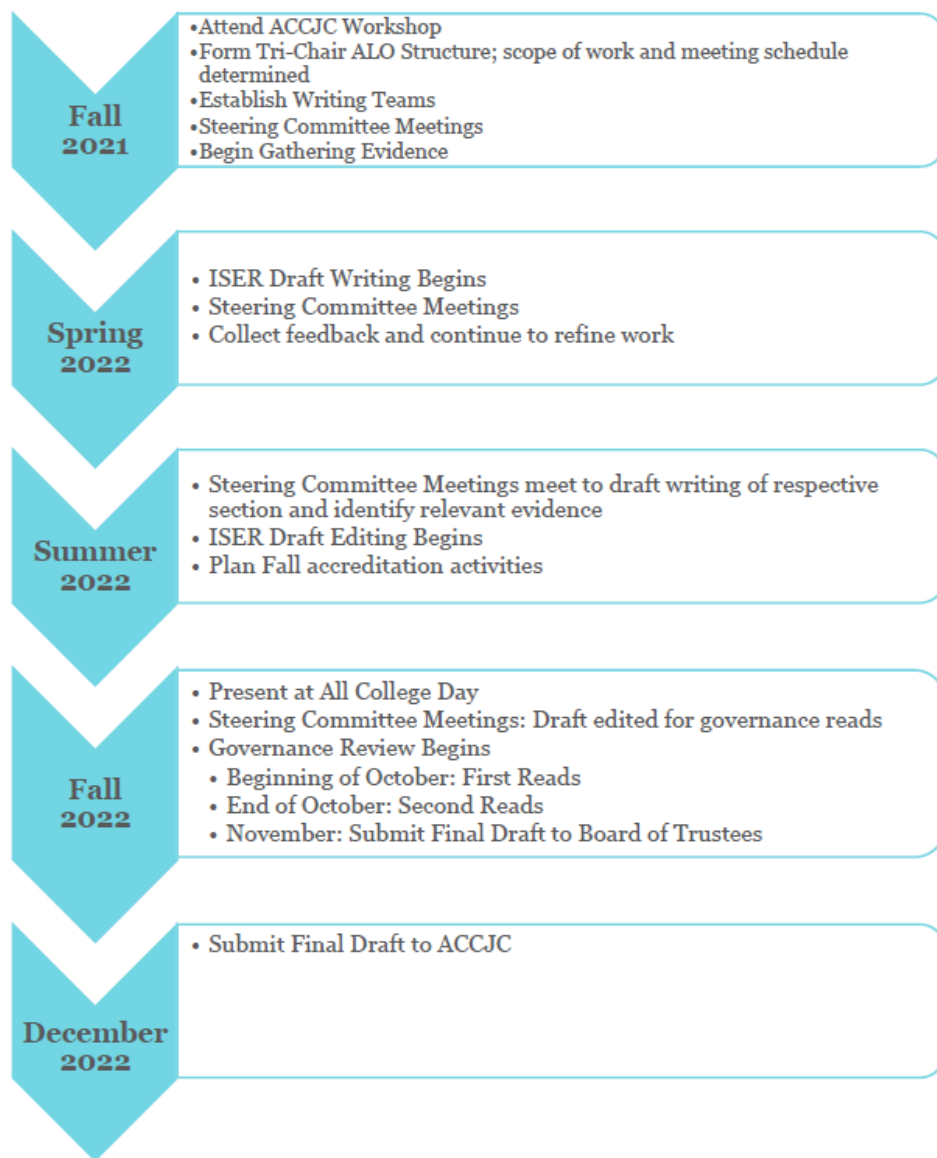 Fall
2021
•Attend ACCJC Workshop
•Form Tri-Chair ALO Structure; scope of work and meeting schedule
determined
•Establish Writing Teams
•Steering Committee Meetings
•Begin Gathering Evidence
Spring
2022
• ISER Draft Writing Begins
• Steering Committee Meetings
• Collect feedback and continue to refine work
Summer
2022
• Steering Committee Meetings meet to draft writing of respective
section and identify relevant evidence
• ISER Draft Editing Begins
• Plan Fall accreditation activities
Fall
2022
• Present at All College Day
• Steering Committee Meetings: Draft edited for governance reads
• Governance Review Begins
• Beginning of October: First Reads
• End of October: Second Reads
• November: Submit Final Draft to Board of Trustees
December
2022
• Submit Final Draft to ACCJC